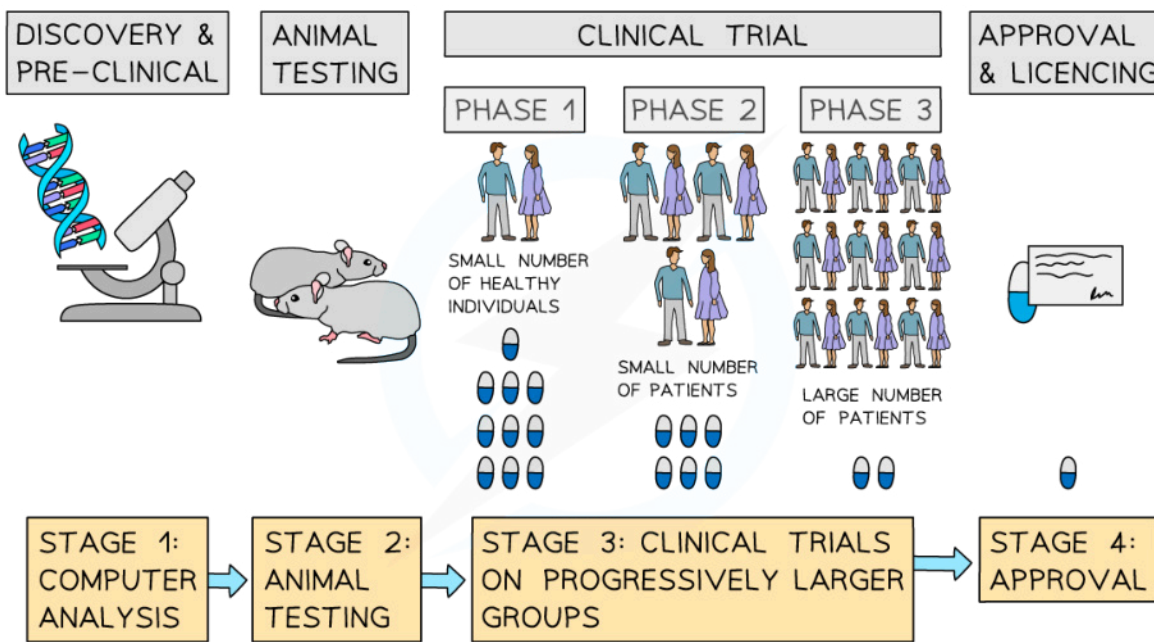 DISCOVERY &
PRE-CLINICAL
ANIMAL
TESTING
CLINICAL TRIAL
APPROVAL
& LICENCING
PHASE 1
PHASE 2
PHASE 3
SMALL NUMBER
OF HEALTHY
INDIVIDUALS
SMALL NUMBER
OF PATIENTS
LARGE NUMBER
OF PATIENTS
STAGE 1:
COMPUTER
ANALYSIS
STAGE 2:
ANIMAL
TESTING
STAGE 3: CLINICAL TRIALS
ON PROGRESSIVELY LARGER
GROUPS
STAGE 4:
APPROVAL